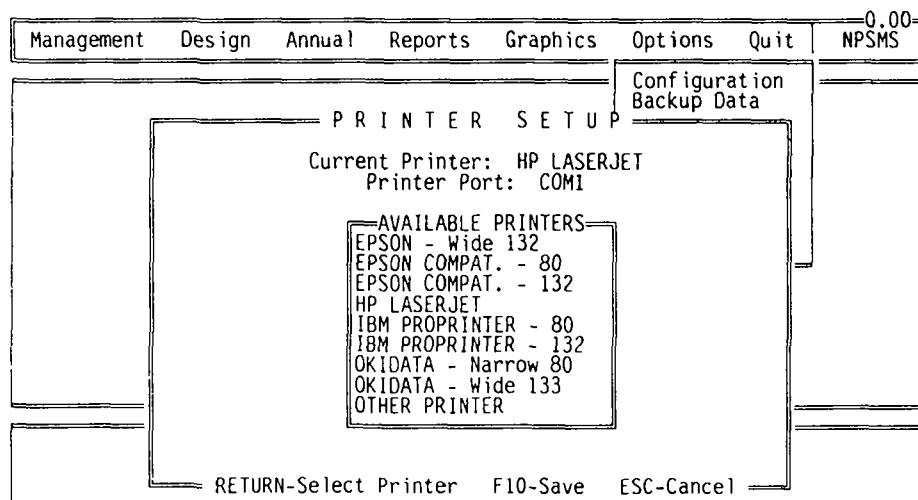 0.00
Management Design Annual Reports Graphics Options Quit NPSMS
Configuration
Backup Data
PRINTER SETUP
Current Printer: HP LASERJET
Printer Port: COM1
AVAILABLE PRINTERS
EPSON - Wide 132
EPSON COMPAT. - 80
EPSON COMPAT. - 132
HP LASERJET
IBM PROPRINTER - 80
IBM PROPRINTER - 132
OKIDATA - Narrow 80
OKIDATA - Wide 133
OTHER PRINTER
RETURN-Select Printer F10-Save ESC-Cancel